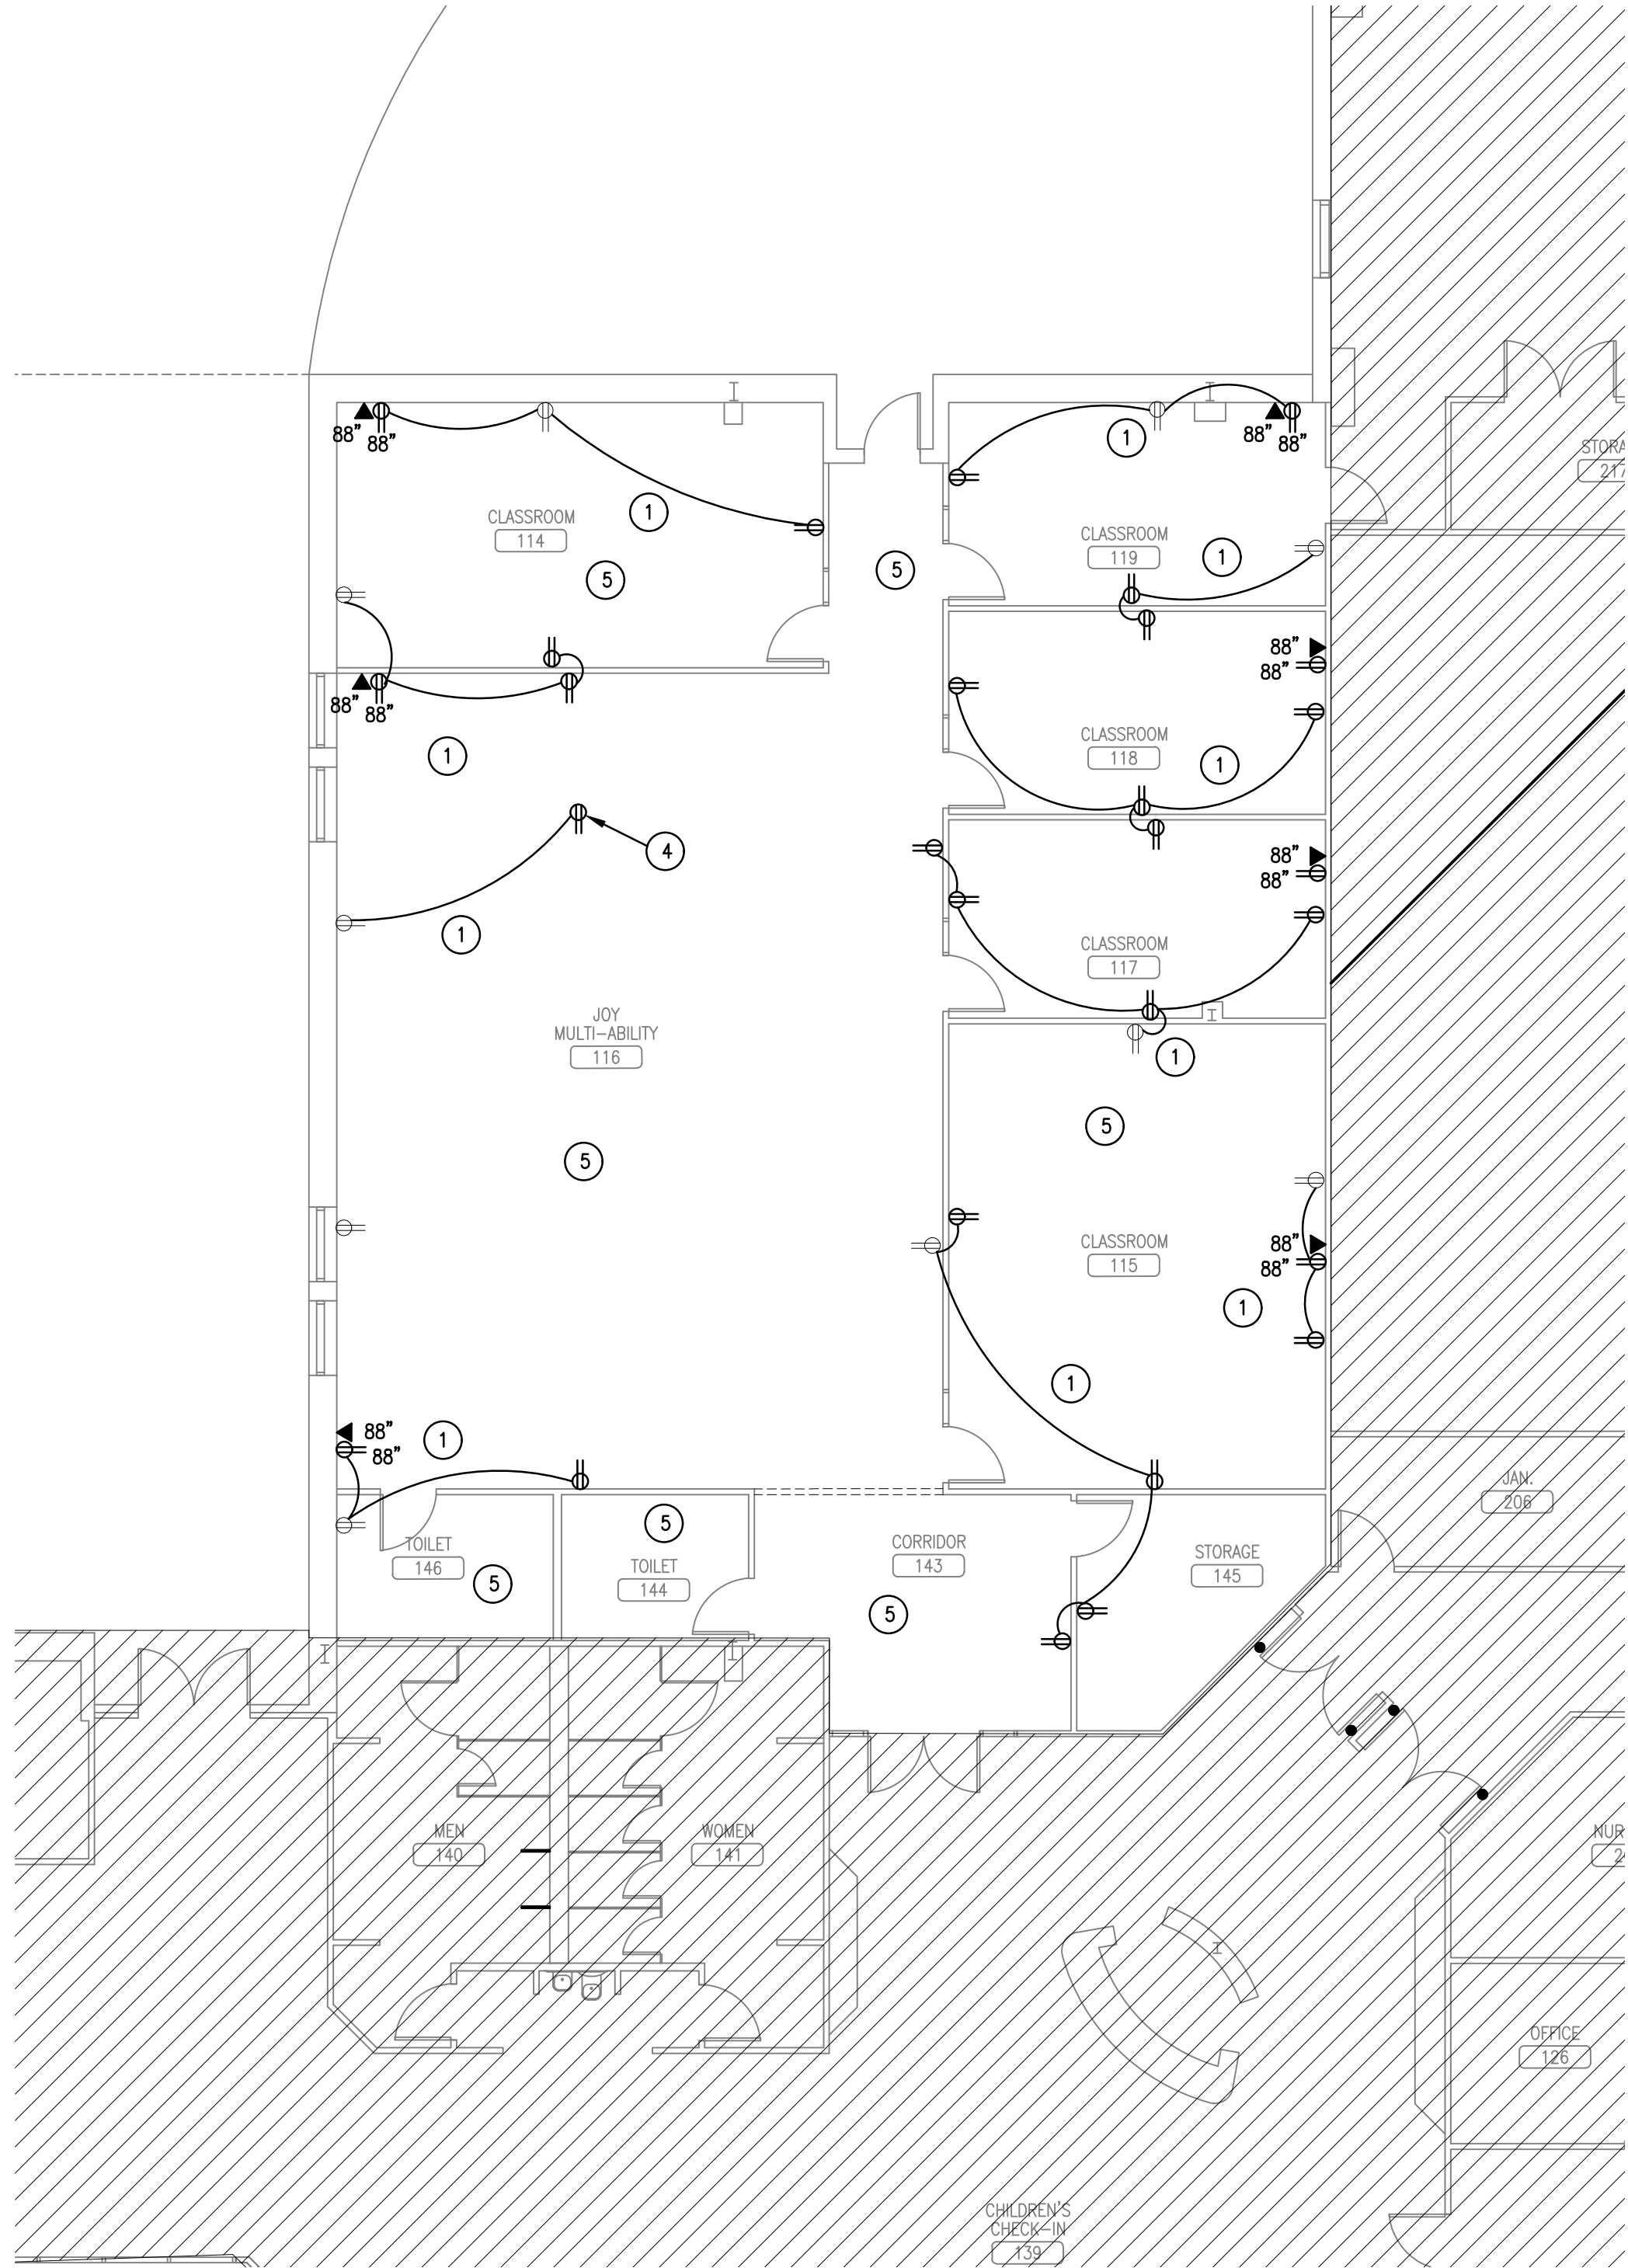 88"
88"
1
88"
88"
STORA
217
CLASSROOM
114
1
CLASSROOM
119
1
5
5
88"
88"
88"
88"
CLASSROOM
118
1
1
4
88"
88"
1
CLASSROOM
117
JOY
MULTI-ABILITY
116
1
5
5
CLASSROOM
115
88"
88"
1
1
88"
88"
1
JAN.
206
TOILET
146
5
5
TOILET
144
CORRIDOR
143
5
STORAGE
145
MEN
140
WOMEN
141
NUR
OFFICE
126
CHILDREN'S
CHECK-IN
139